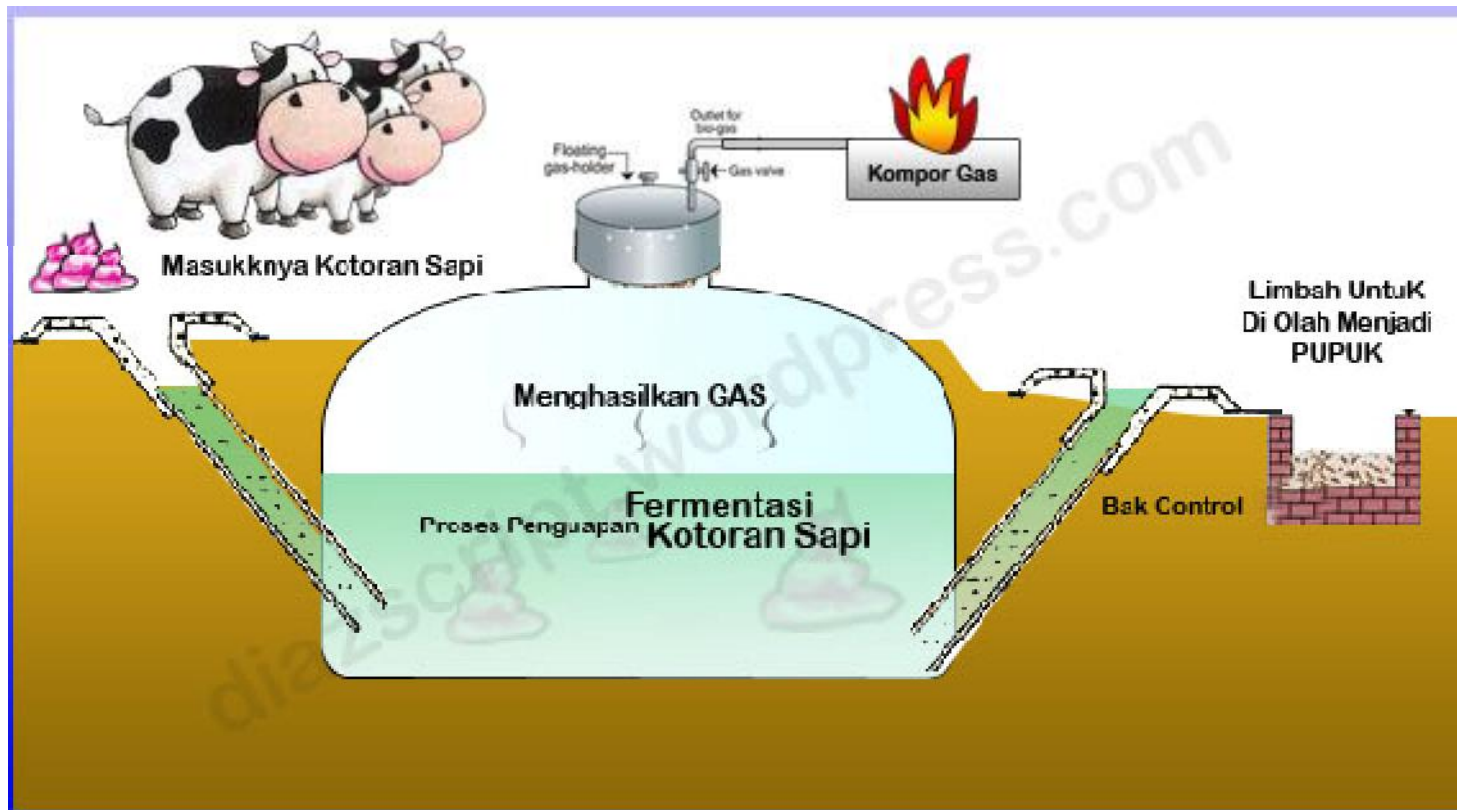 Outlet for
bio-gas
Floating
gas-holder
Gas valve
Kompor Gas
Masukknya Kotoran Sapi
Limbah UntuK
Di Olah Menjadi
PUPUK
Menghasilkan GAS
Fermentasi
Proses Penguapan Kotoran Sapi
Bak Control
diazscript.wordpress.com